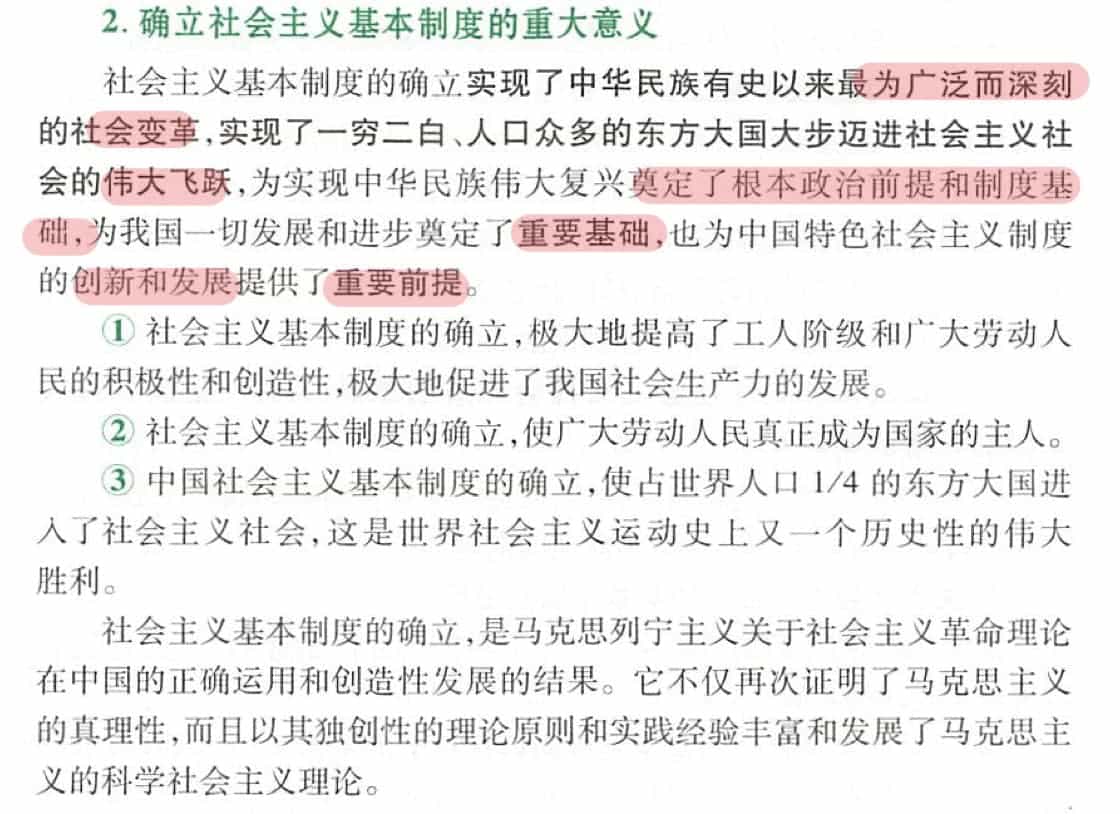 2. 确立社会主义基本制度的重大意义
社会主义基本制度的确立实现了中华民族有史以来最为广泛而深刻
的社会变革,实现了一穷二白、人口众多的东方大国大步迈进社会主义社
会的伟大飞跃,为实现中华民族伟大复兴奠定了根本政治前提和制度基
础,为我国一切发展和进步奠定了重要基础,也为中国特色社会主义制度
的创新和发展提供了重要前提。
① 社会主义基本制度的确立,极大地提高了工人阶级和广大劳动人
民的积极性和创造性,极大地促进了我国社会生产力的发展。
② 社会主义基本制度的确立,使广大劳动人民真正成为国家的主人。
③ 中国社会主义基本制度的确立,使占世界人口 1/4 的东方大国进
入了社会主义社会,这是世界社会主义运动史上又一个历史性的伟大
胜利。
社会主义基本制度的确立,是马克思列宁主义关于社会主义革命理论
在中国的正确运用和创造性发展的结果。它不仅再次证明了马克思主义
的真理性,而且以其独创性的理论原则和实践经验丰富和发展了马克思主
义的科学社会主义理论。